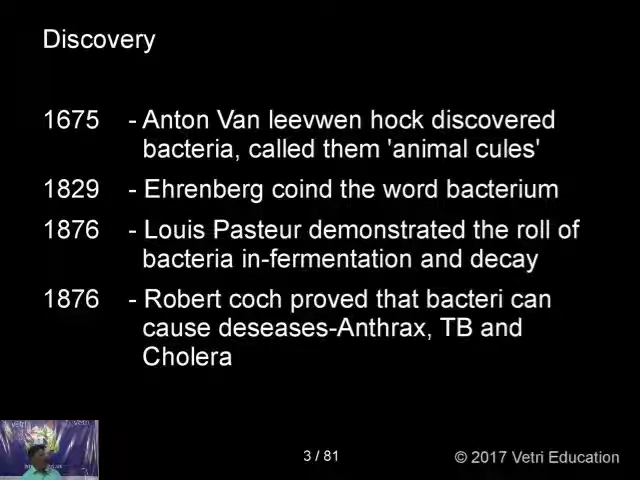 Discovery
1675 - Anton Van leevwen hock discovered
bacteria, called them 'animal cules'
1829 - Ehrenberg coind the word bacterium
1876 - Louis Pasteur demonstrated the roll of
bacteria in-fermentation and decay
1876 - Robert coch proved that bacteri can
cause deseases-Anthrax, TB and
Cholera
3 / 81
© 2017 Vetri Education